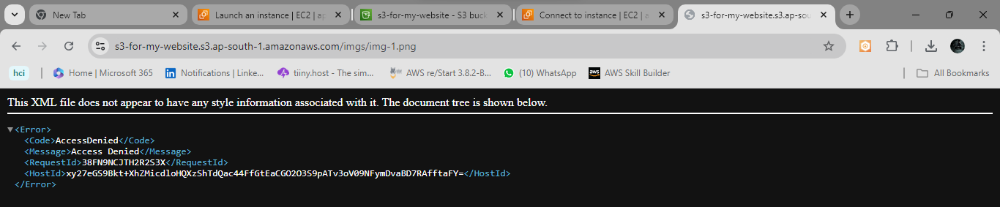 New Tab
Launch an instance | EC2 | ap
s3-for-my-website - S3 buck
Connect to instance | EC2 | a
s3-for-my-website.s3.ap-sou
s3-for-my-website.s3.ap-south-1.amazonaws.com/imgs/img-1.png
hci
Home | Microsoft 365
in
Notifications | Linke...
tiiny.host - The sim...
AWS re/Start 3.8.2-B...
(10) WhatsApp
aws
AWS Skill Builder
All Bookmarks
This XML file does not appear to have any style information associated with it. The document tree is shown below.
<Error>
<Code>AccessDenied</Code>
<Message>Access Denied</Message>
<RequestId>38FN9NCJTH2R2S3X</RequestId>
<HostId>xy27eGS9Bkt+XhZMicdloHQXzShTdQac44FfGtEaCGO2O3S9pATv3oV09NFymDvaBD7RAfftaFY=</HostId>
</Error>